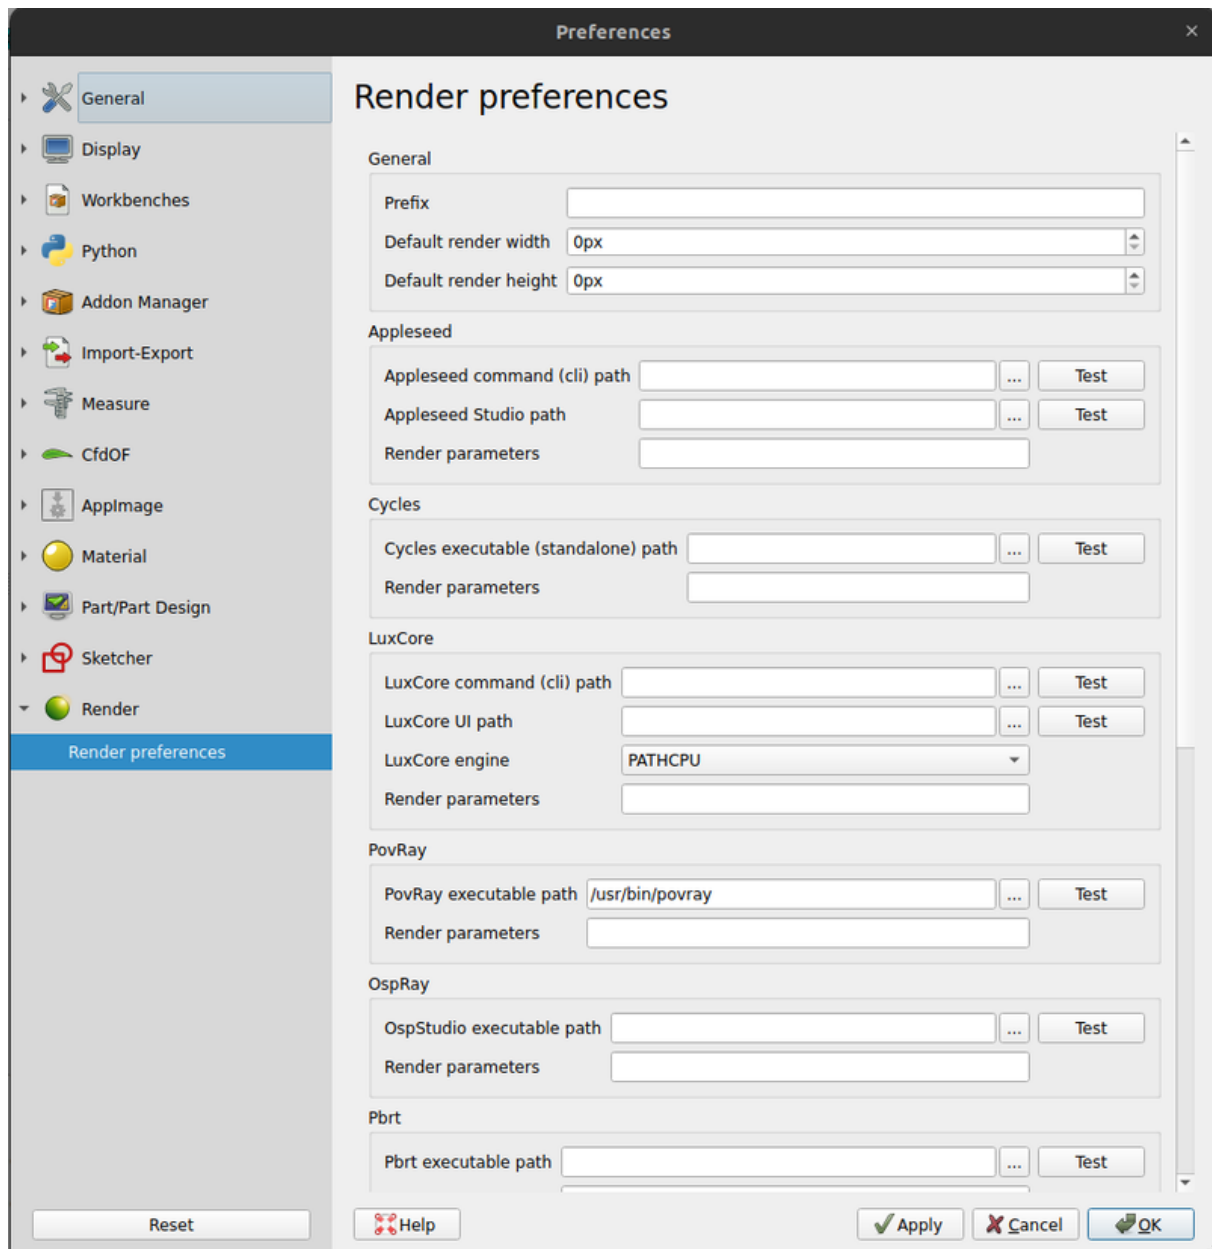 Preferences
General
Display
Workbenches
Python
Addon Manager
Import-Export
Measure
CfdOF
AppImage
Material
Part/Part Design
Sketcher
Render
Render preferences
Reset
Render preferences
General
Prefix
Default render width 0px
Default render height 0px
Appleseed
Appleseed command (cli) path ... Test
Appleseed Studio path ... Test
Render parameters
Cycles
Cycles executable (standalone) path ... Test
Render parameters
LuxCore
LuxCore command (cli) path ... Test
LuxCore UI path ... Test
LuxCore engine PATHCPU
Render parameters
PovRay
PovRay executable path /usr/bin/povray ... Test
Render parameters
OspRay
OspStudio executable path ... Test
Render parameters
Pbrt
Pbrt executable path ... Test
Help Apply Cancel OK